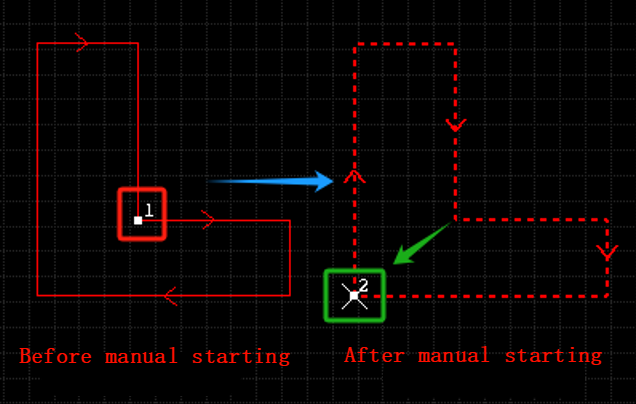 1
2
Before manual starting
After manual starting